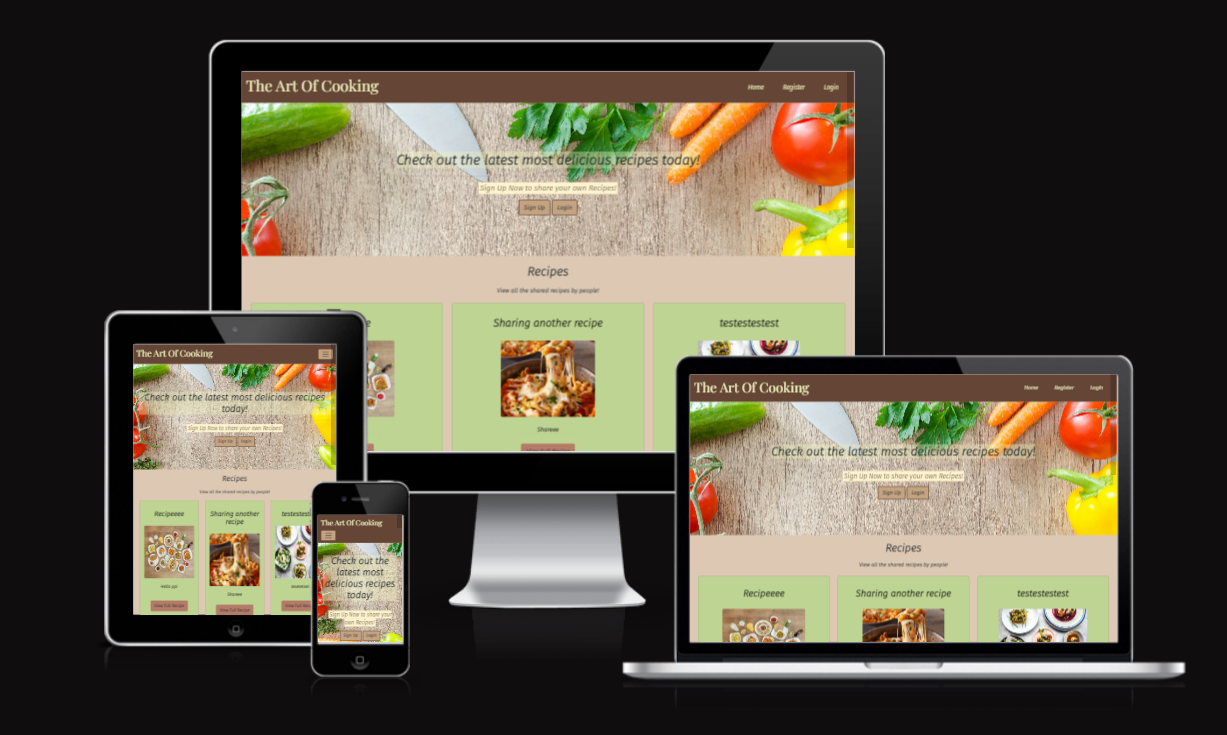 The Art Of Cooking
Home Register Login
Check out the latest most delicious recipes today!
Sign Up Now to share your own Recipes!
Sign Up Login
Recipes
View all the shared recipes by people!
e Sharing another recipe testestestest
Shareee
The Art Of Cooking
Check out the latest most delicious recipes
today!
Sign Up Now to share your own Recipes!
Sign Up Login
Recipes
View all the shared recipes by people!
Recipeeee Sharing another testestest
recipe
Hello yall
Shareee
View Full Recipe View Full Recipe View Full
The Art Of Cooking
Check out the
latest most
delicious recipes
today!
Sign Up Now to share your
own Recipes!
Sign Up Login
The Art Of Cooking
Home Register Login
Check out the latest most delicious recipes today!
Sign Up Now to share your own Recipes!
Sign Up Login
Recipes
View all the shared recipes by people!
Recipeeee Sharing another recipe testestestest